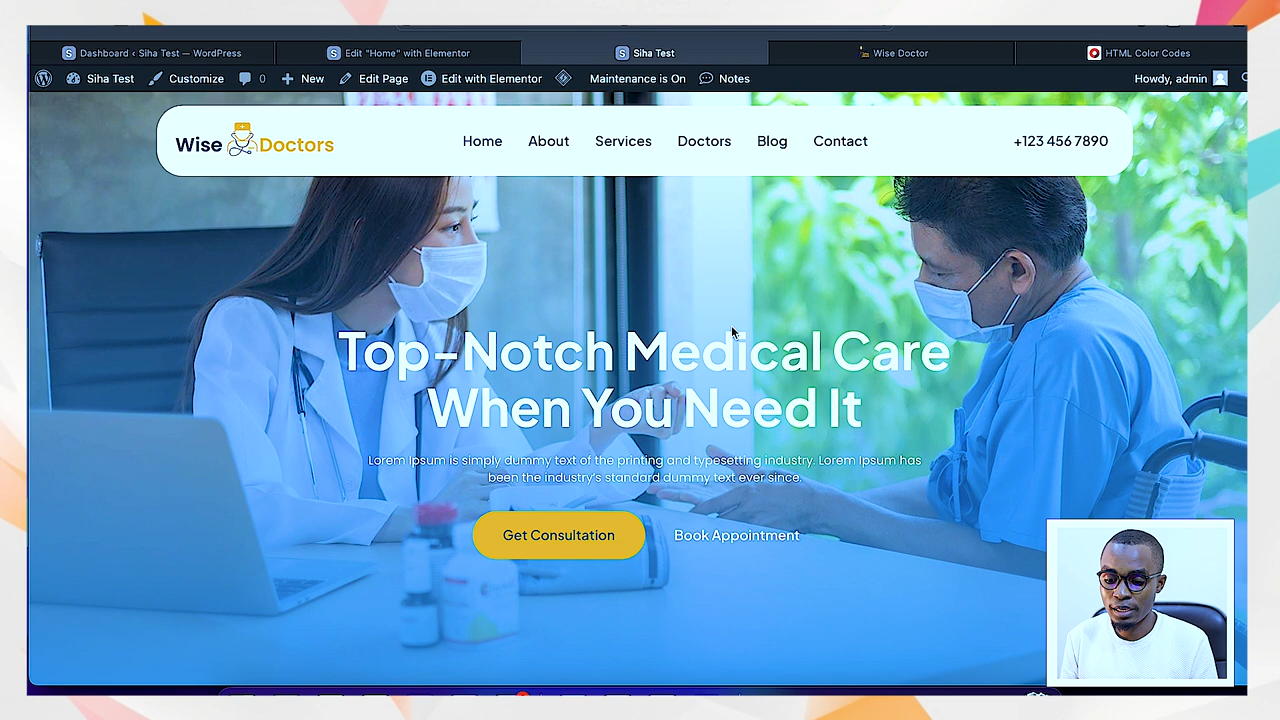 Dashboard ‹ Siha Test — WordPress
Edit "Home" with Elementor
Siha Test
Wise Doctor
HTML Color Codes
Siha Test
Customize
0
New
Edit Page
Edit with Elementor
Maintenance is On
Notes
Howdy, admin
Wise Doctors
Home
About
Services
Doctors
Blog
Contact
+123 456 7890
Top-Notch Medical Care
When You Need It
Lorem Ipsum is simply dummy text of the printing and typesetting industry. Lorem Ipsum has
been the industry's standard dummy text ever since.
Get Consultation
Book Appointment